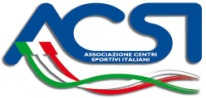 ACSI
ASSOCIAZIONE CENTRI
SPORTIVI ITALIANI